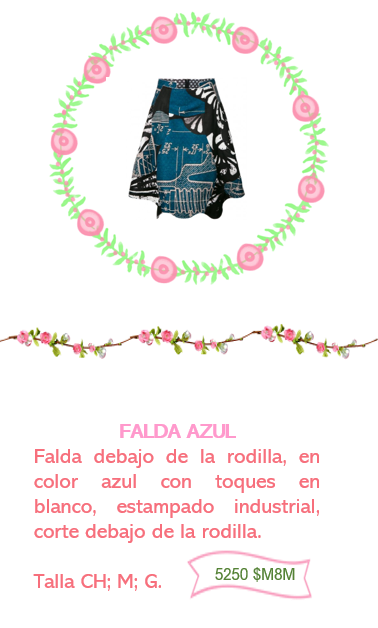 FALDA AZUL
Falda debajo de la rodilla, en
color azul con toques en
blanco, estampado industrial,
corte debajo de la rodilla.
Talla CH; M; G.
5250 $M8M